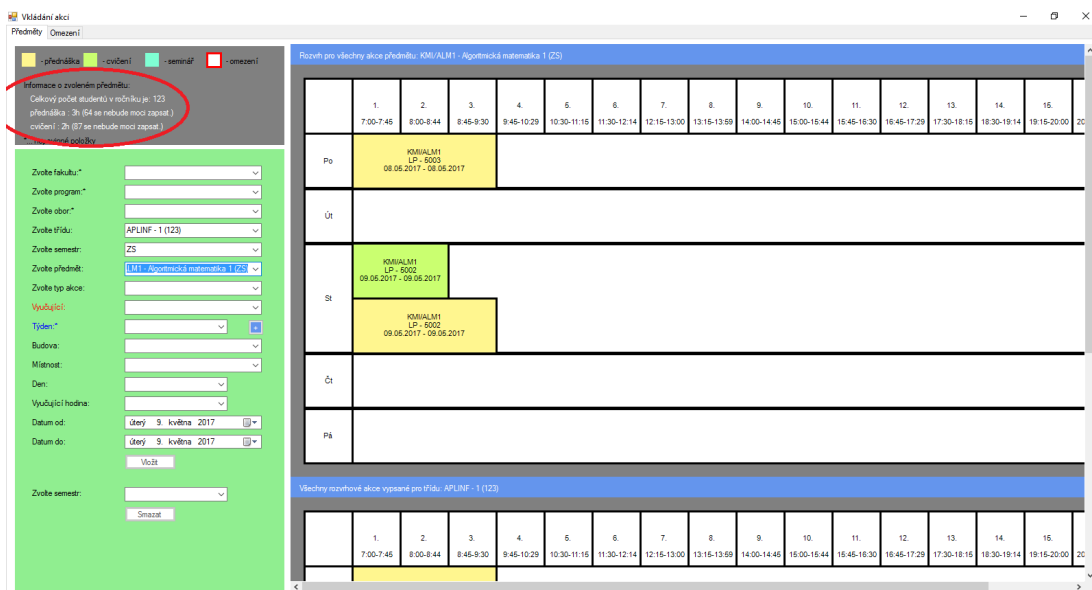 Vkládání akcí
Předměty Omezení
- přednáška - cvičení - seminář - omezení
Informace o zvoleném předmětu:
Celkový počet studentů v ročníku je: 123
přednáška : 3h (54 se nebude moci zapsat.)
cvičení : 2h (87 se nebude moci zapsat.)
položky
Zvolte fakultu:*
Zvolte program:*
Zvolte obor:*
Zvolte třídu: APLINF - 1 (123)
Zvolte semestr: ZS
Zvolte předmět: LM1 - Algoritmická matematika 1 (ZS)
Zvolte typ akce:
Vyučující:
Týden:* +
Budova:
Místnost:
Den:
Vyučující hodina:
Datum od: úterý 9. května 2017
Datum do: úterý 9. května 2017
Vložit
Zvolte semestr:
Smazat
Rozvrh pro všechny akce předmětu: KMI/ALM1 - Algoritmická matematika 1 (ZS)
1. 2. 3. 4. 5. 6. 7. 8. 9. 10. 11. 12. 13. 14. 15.
7:00-7:45 8:00-8:44 8:45-9:30 9:45-10:29 10:30-11:15 11:30-12:14 12:15-13:00 13:15-13:59 14:00-14:45 15:00-15:44 15:45-16:30 16:45-17:29 17:30-18:15 18:30-19:14 19:15-20:00 20
Po
KMI/ALM1
LP - 5003
08.05.2017 - 08.05.2017
Út
St
KMI/ALM1
LP - 5002
09.05.2017 - 09.05.2017
KMI/ALM1
LP - 5002
09.05.2017 - 09.05.2017
Čt
Pá
Všechny rozvrhové akce vypsané pro třídu: APLINF - 1 (123)
1. 2. 3. 4. 5. 6. 7. 8. 9. 10. 11. 12. 13. 14. 15.
7:00-7:45 8:00-8:44 8:45-9:30 9:45-10:29 10:30-11:15 11:30-12:14 12:15-13:00 13:15-13:59 14:00-14:45 15:00-15:44 15:45-16:30 16:45-17:29 17:30-18:15 18:30-19:14 19:15-20:00 20